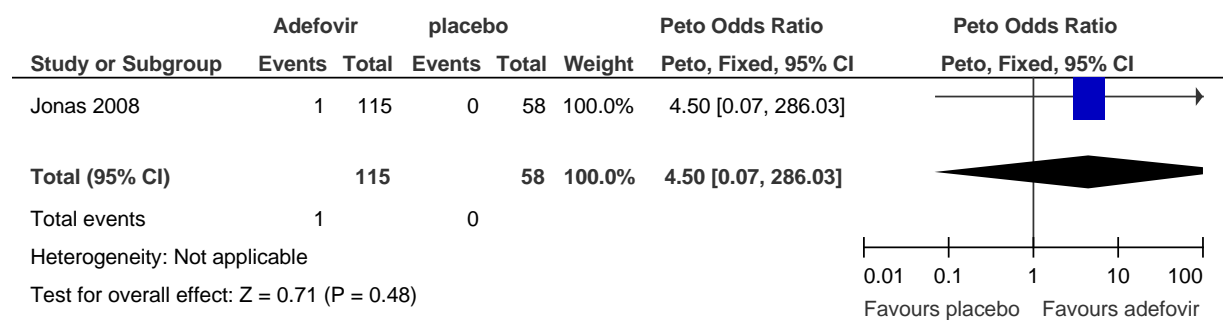 Adefovir placebo Peto Odds Ratio Peto Odds Ratio
Study or Subgroup Events Total Events Total Weight Peto, Fixed, 95% CI Peto, Fixed, 95% CI
Jonas 2008 1 115 0 58 100.0% 4.50 [0.07, 286.03]
Total (95% CI) 115 58 100.0% 4.50 [0.07, 286.03]
Total events 1 0
Heterogeneity: Not applicable
Test for overall effect: Z = 0.71 (P = 0.48)
0.01 0.1 1 10 100
Favours placebo Favours adefovir